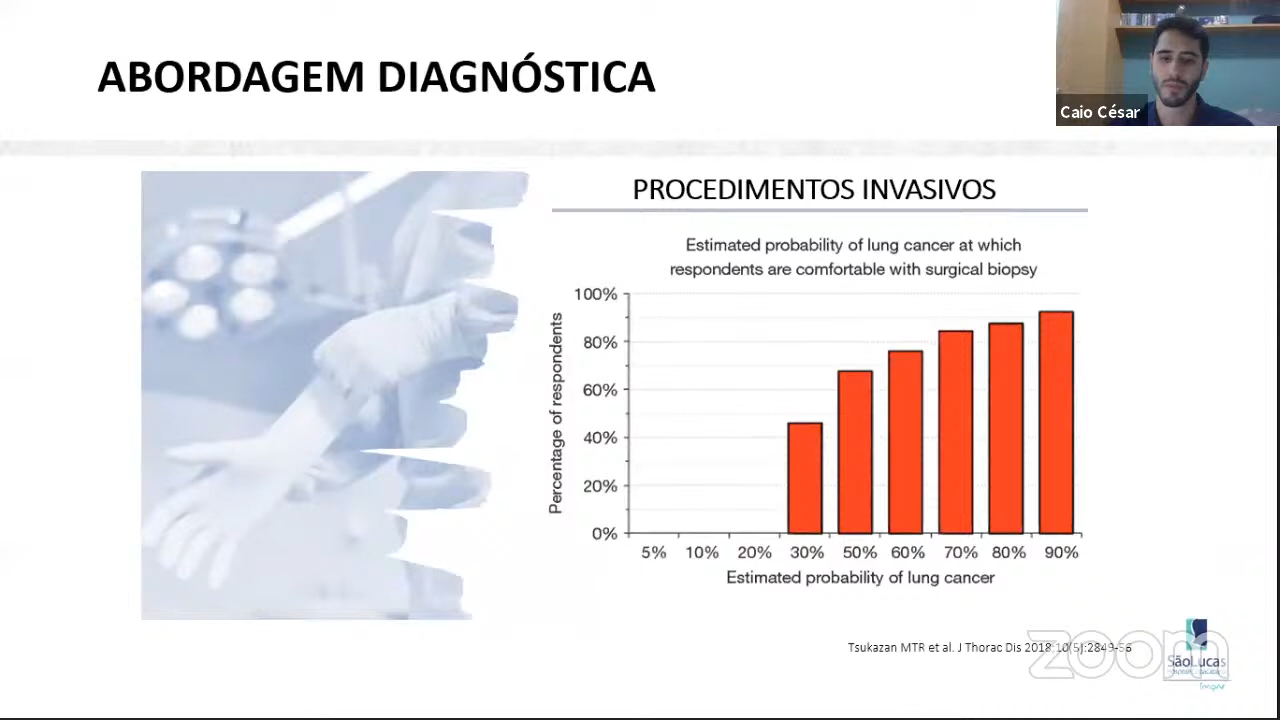 ABORDAGEM DIAGNÓSTICA
Caio César
PROCEDIMENTOS INVASIVOS
Estimated probability of lung cancer at which
respondents are comfortable with surgical biopsy
Percentage of respondents
100%
80%
60%
40%
20%
0%
5% 10% 20% 30% 50% 60% 70% 80% 90%
Estimated probability of lung cancer
Tsukazan MTR et al. J Thorac Dis 2018;10(5):2849-56
zoom
SãoLucas